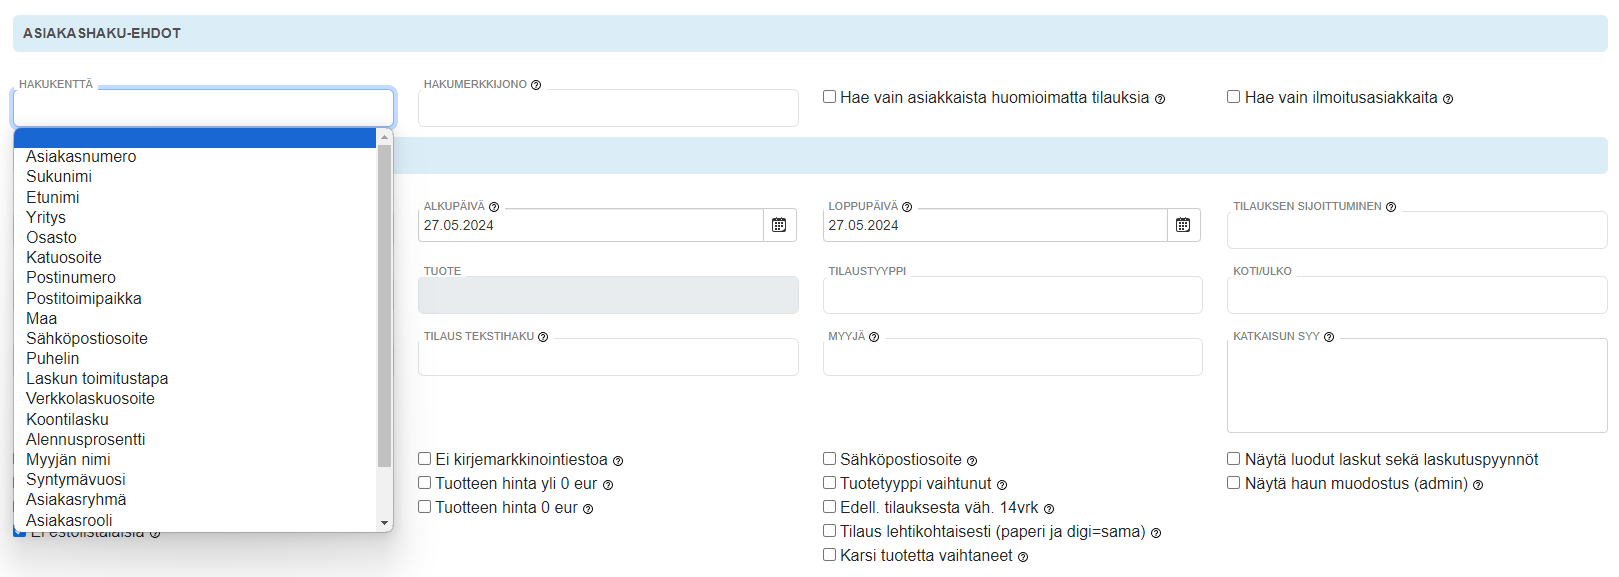 ASIAKASHAKU-EHDOT
HAKUKENTTÄ
HAKUMERKKIJONO
Hae vain asiakkaista huomioimatta tilauksia
Hae vain ilmoitusasiakkaita
Asiakasnumero
Sukunimi
Etunimi
Yritys
Osasto
Katuosoite
Postinumero
Postitoimipaikka
Maa
Sähköpostiosoite
Puhelin
Laskun toimitustapa
Verkkolaskuosoite
Koontilasku
Alennusprosentti
Myyjän nimi
Syntymävuosi
Asiakasryhmä
Asiakasrooli
Ei estolistalaisia
ALKUPÄIVÄ
27.05.2024
LOPPUPÄIVÄ
27.05.2024
TILAUKSEN SIJOITTUMINEN
TUOTE
TILAUSTYYPPI
KOTI/ULKO
TILAUS TEKSTIHAKU
MYYJÄ
KATKAISUN SYY
Ei kirjemarkkinointiestoa
Tuotteen hinta yli 0 eur
Tuotteen hinta 0 eur
Sähköpostiosoite
Tuotetyyppi vaihtunut
Edell. tilauksesta väh. 14vrk
Tilaus lehtikohtaisesti (paperi ja digi=sama)
Karsi tuotetta vaihtaneet
Näytä luodut laskut sekä laskutuspyynnöt
Näytä haun muodostus (admin)